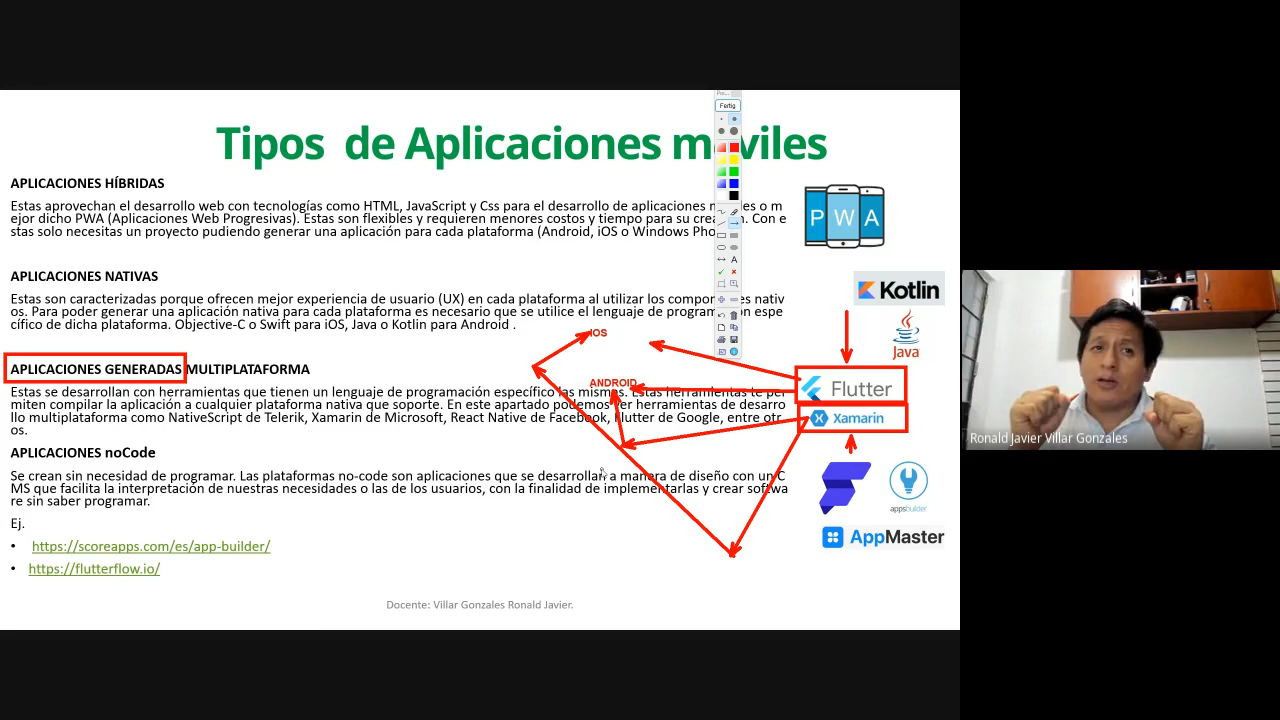 Tipos de Aplicaciones móviles
APLICACIONES HÍBRIDAS
Estas aprovechan el desarrollo web con tecnologías como HTML, JavaScript y Css para el desarrollo de aplicaciones móviles o m
ejor dicho PWA (Aplicaciones Web Progresivas). Estas son flexibles y requieren menores costos y tiempo para su creación. Con e
stas solo necesitas un proyecto pudiendo generar una aplicación para cada plataforma (Android, iOS o Windows Pho
PWA
APLICACIONES NATIVAS
Estas son caracterizadas porque ofrecen mejor experiencia de usuario (UX) en cada plataforma al utilizar los componentes nativ
os. Para poder generar una aplicación nativa para cada plataforma es necesario que se utilice el lenguaje de programación espe
cífico de dicha plataforma. Objective-C o Swift para iOS, Java o Kotlin para Android .
Kotlin
Java
IOS
APLICACIONES GENERADAS MULTIPLATAFORMA
ANDROID
Estas se desarrollan con herramientas que tienen un lenguaje de programación específico las mismas. Estas herramientas te per
miten compilar la aplicación a cualquier plataforma nativa que soporte. En este apartado podemos ver herramientas de desarro
llo multiplataforma como NativeScript de Telerik, Xamarin de Microsoft, React Native de Facebook, Flutter de Google, entre otr
os.
Flutter
Xamarin
APLICACIONES noCode
Se crean sin necesidad de programar. Las plataformas no-code son aplicaciones que se desarrollan a manera de diseño con un C
MS que facilita la interpretación de nuestras necesidades o las de los usuarios, con la finalidad de implementarlas y crear softwa
re sin saber programar.
Ej.
• https://scoreapps.com/es/app-builder/
• https://flutterflow.io/
appsbuilder
AppMaster
Docente: Villar Gonzales Ronald Javier.
Fertig
A
Ronald Javier Villar Gonzales